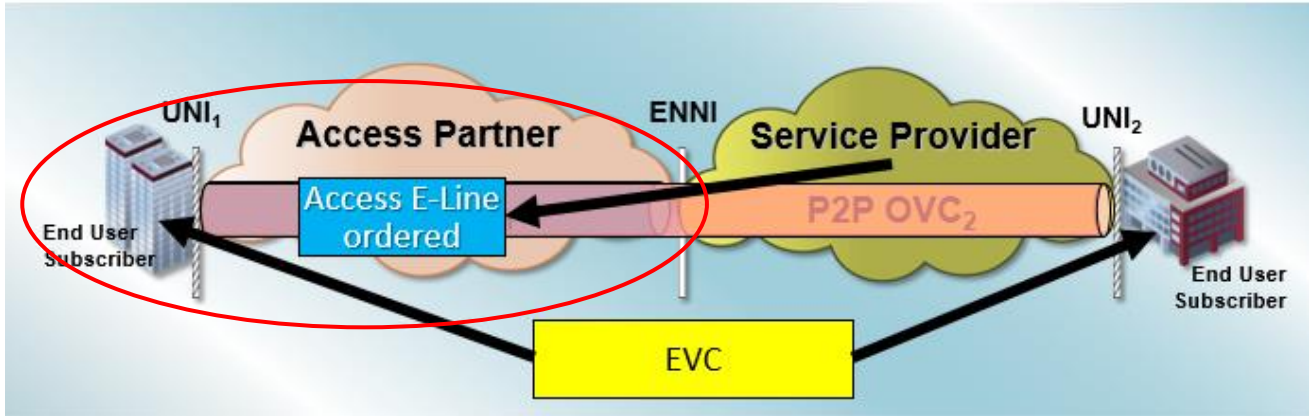 UNI1
Access Partner
ENNI
Service Provider
UNI2
Access E-Line
ordered
P2P OVC2
End User
Subscriber
End User
Subscriber
EVC